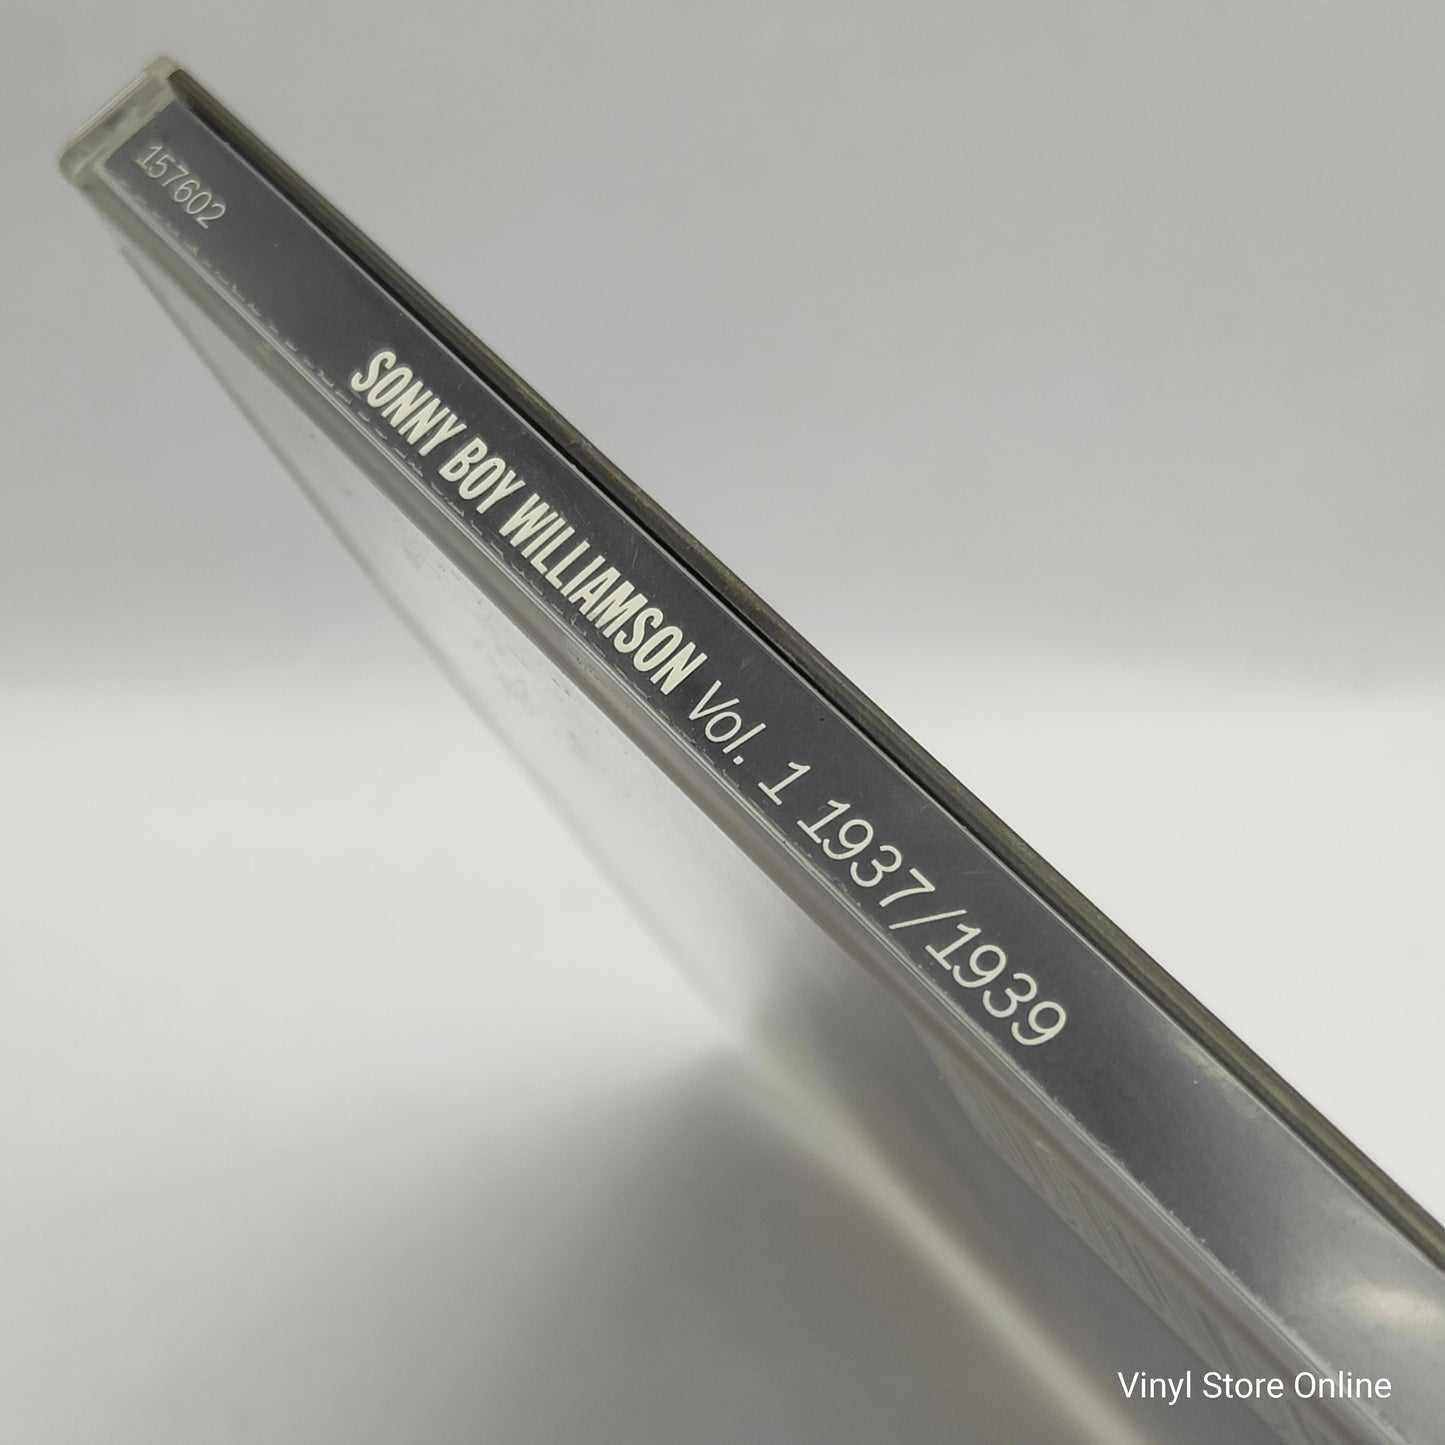 157602
SONNY BOY WILLIAMSON Vol. 1 1937/1939
Vinyl Store Online